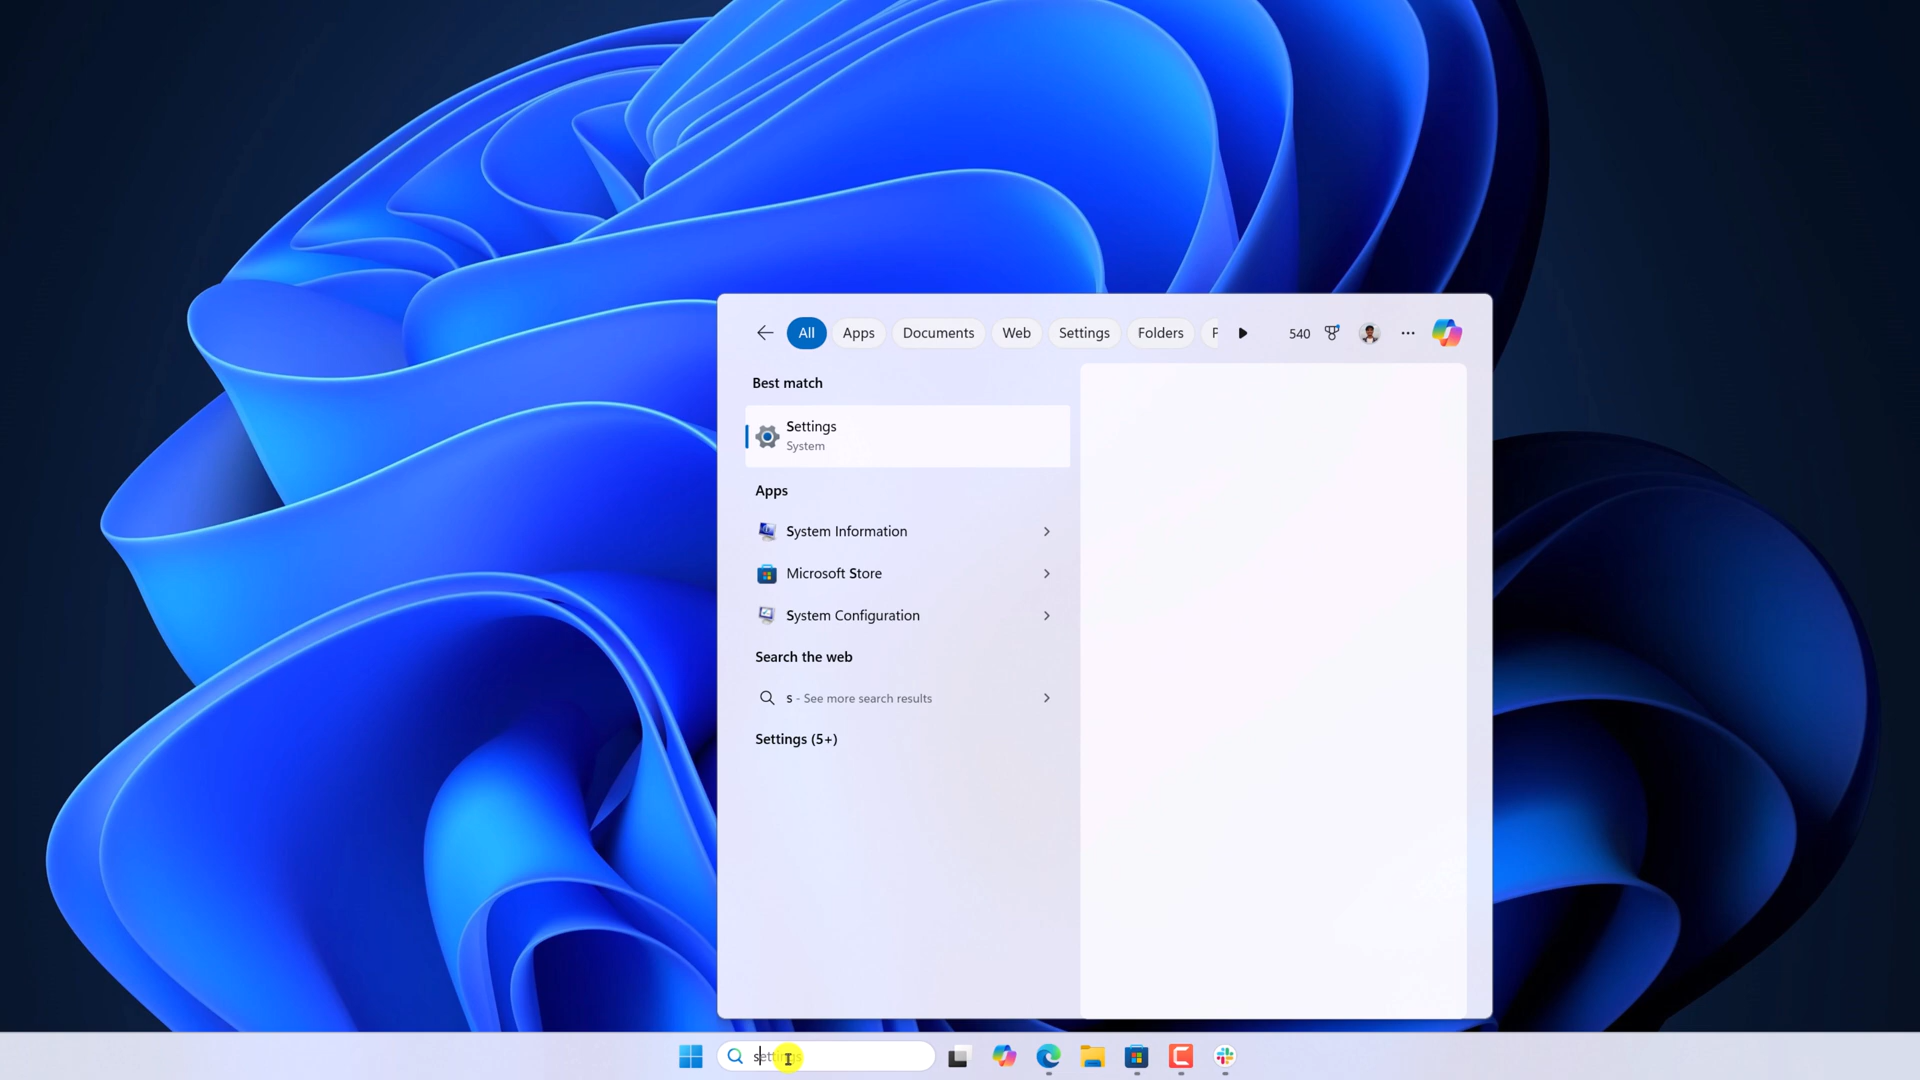 All
Apps
Documents
Web
Settings
Folders
540
Best match
Settings
System
Apps
System Information
Microsoft Store
System Configuration
Search the web
s - See more search results
Settings (5+)
settings